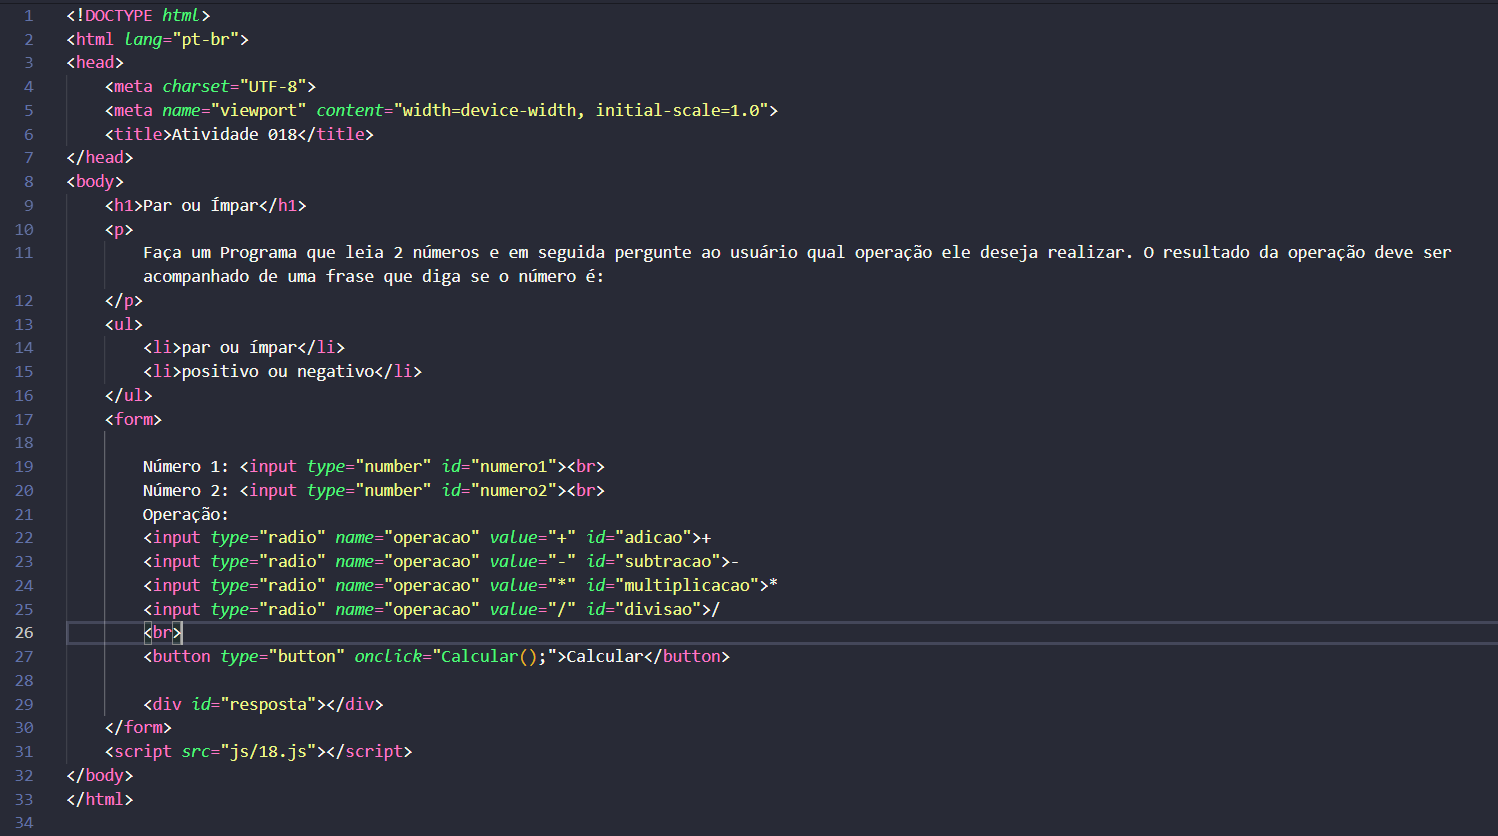 1 <!DOCTYPE html>
2 <html lang="pt-br">
3 <head>
4 <meta charset="UTF-8">
5 <meta name="viewport" content="width=device-width, initial-scale=1.0">
6 <title>Atividade 018</title>
7 </head>
8 <body>
9 <h1>Par ou Ímpar</h1>
10 <p>
11 Faça um Programa que leia 2 números e em seguida pergunte ao usuário qual operação ele deseja realizar. O resultado da operação deve ser
acompanhado de uma frase que diga se o número é:
12 </p>
13 <ul>
14 <li>par ou ímpar</li>
15 <li>positivo ou negativo</li>
16 </ul>
17 <form>
18
19 Número 1: <input type="number" id="numero1"><br>
20 Número 2: <input type="number" id="numero2"><br>
21 Operação:
22 <input type="radio" name="operacao" value="+" id="adicao">+
23 <input type="radio" name="operacao" value="-" id="subtracao">-
24 <input type="radio" name="operacao" value="*" id="multiplicacao">*
25 <input type="radio" name="operacao" value="/" id="divisao">/
26 <br>
27 <button type="button" onclick="Calcular();">Calcular</button>
28
29 <div id="resposta"></div>
30 </form>
31 <script src="js/18.js"></script>
32 </body>
33 </html>
34